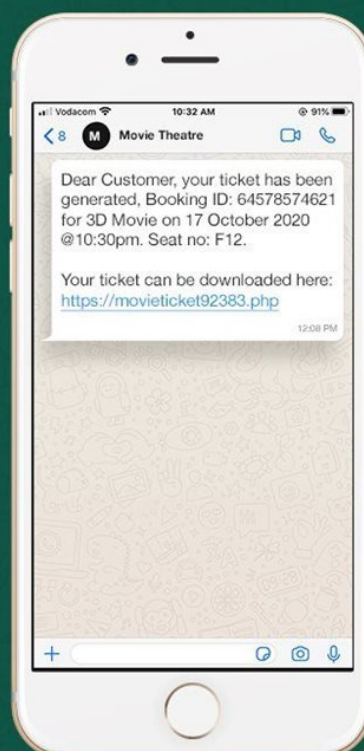 Vodacom 10:32 AM 91%
8 M Movie Theatre
Dear Customer, your ticket has been
generated, Booking ID: 64578574621
for 3D Movie on 17 October 2020
@10:30pm. Seat no: F12.
Your ticket can be downloaded here:
https://movieticket92383.php
12:08 PM